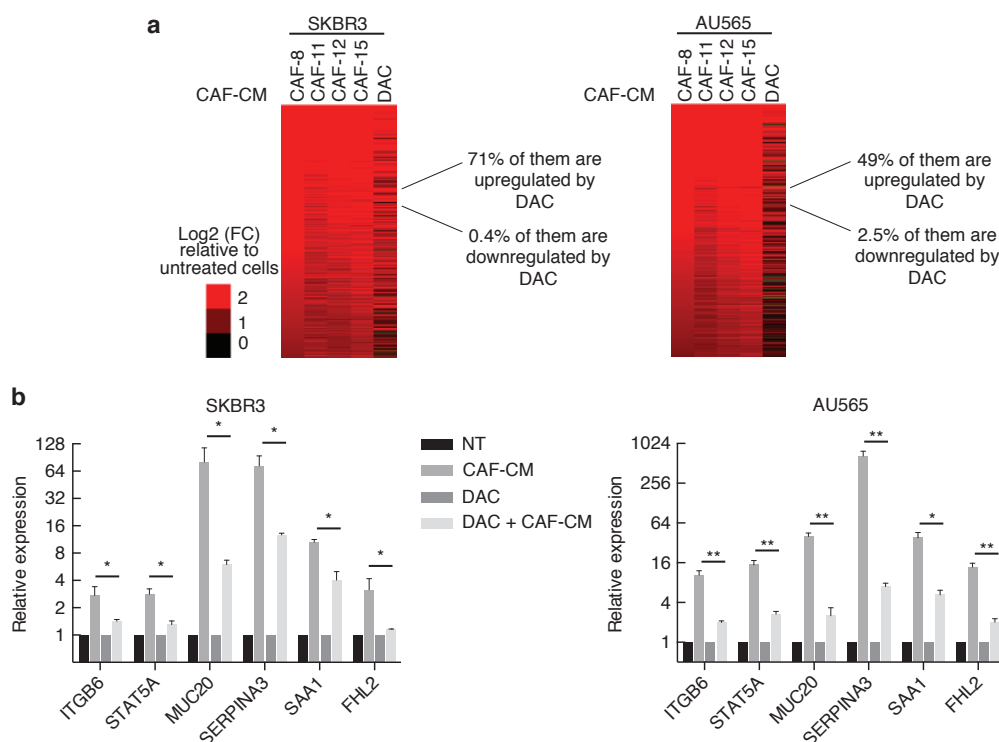 a
SKBR3
CAF-8
CAF-11
CAF-12
CAF-15
DAC
CAF-CM
71% of them are
upregulated by
DAC
0.4% of them are
downregulated by
DAC
Log2 (FC)
relative to
untreated cells
2
1
0
AU565
CAF-8
CAF-11
CAF-12
CAF-15
DAC
CAF-CM
49% of them are
upregulated by
DAC
2.5% of them are
downregulated by
DAC
b
SKBR3
Relative expression
128
64
32
16
8
4
2
1
*
*
*
*
*
*
ITGB6
STAT5A
MUC20
SERPINA3
SAA1
FHL2
NT
CAF-CM
DAC
DAC + CAF-CM
AU565
Relative expression
1024
256
64
16
4
1
**
**
**
**
*
**
ITGB6
STAT5A
MUC20
SERPINA3
SAA1
FHL2